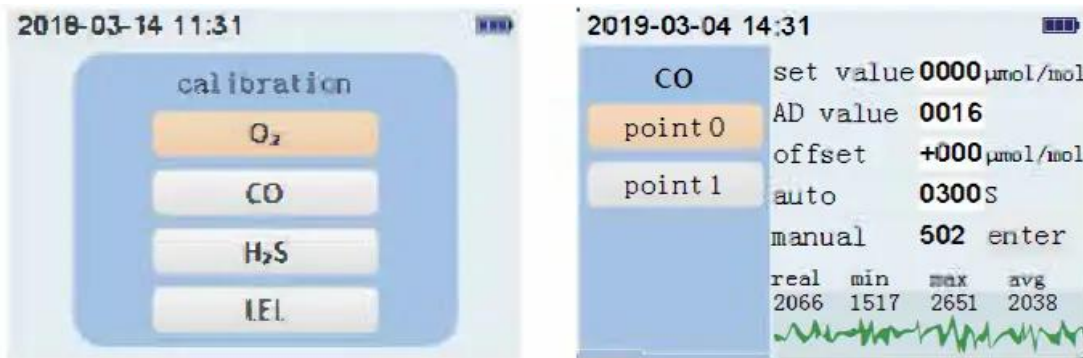 2018-03-14 11:31
calibration
O₂
CO
H₂S
LEL
2019-03-04 14:31
CO
point 0
point 1
set value 0000 μmol/mol
AD value 0016
offset +000 μmol/mol
auto 0300 S
manual 502 enter
real min max avg
2066 1517 2651 2038